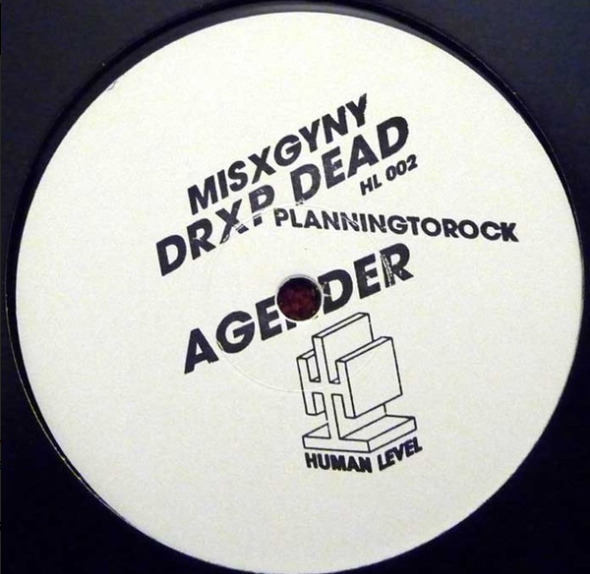 MISXGYNY
DRXP DEAD
HL 002
PLANNINGTOROCK
AGENDER
HUMAN LEVEL